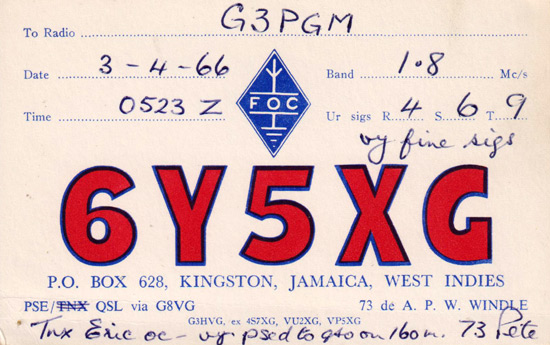 To Radio G3PGM
Date 3-4-66 Band 1.8 Mc/s
Time 0523 Z Ur sigs R 4 S 6 T 9
FOC
vy fine sigs
6Y5XG
P.O. BOX 628, KINGSTON, JAMAICA, WEST INDIES
PSE/TNX QSL via G8VG 73 de A. P. W. WINDLE
G3HVG, ex 4S7XG, VU2XG, VP5XG
Tnx Eric oc - vy psed to qso on 160m. 73 Pete